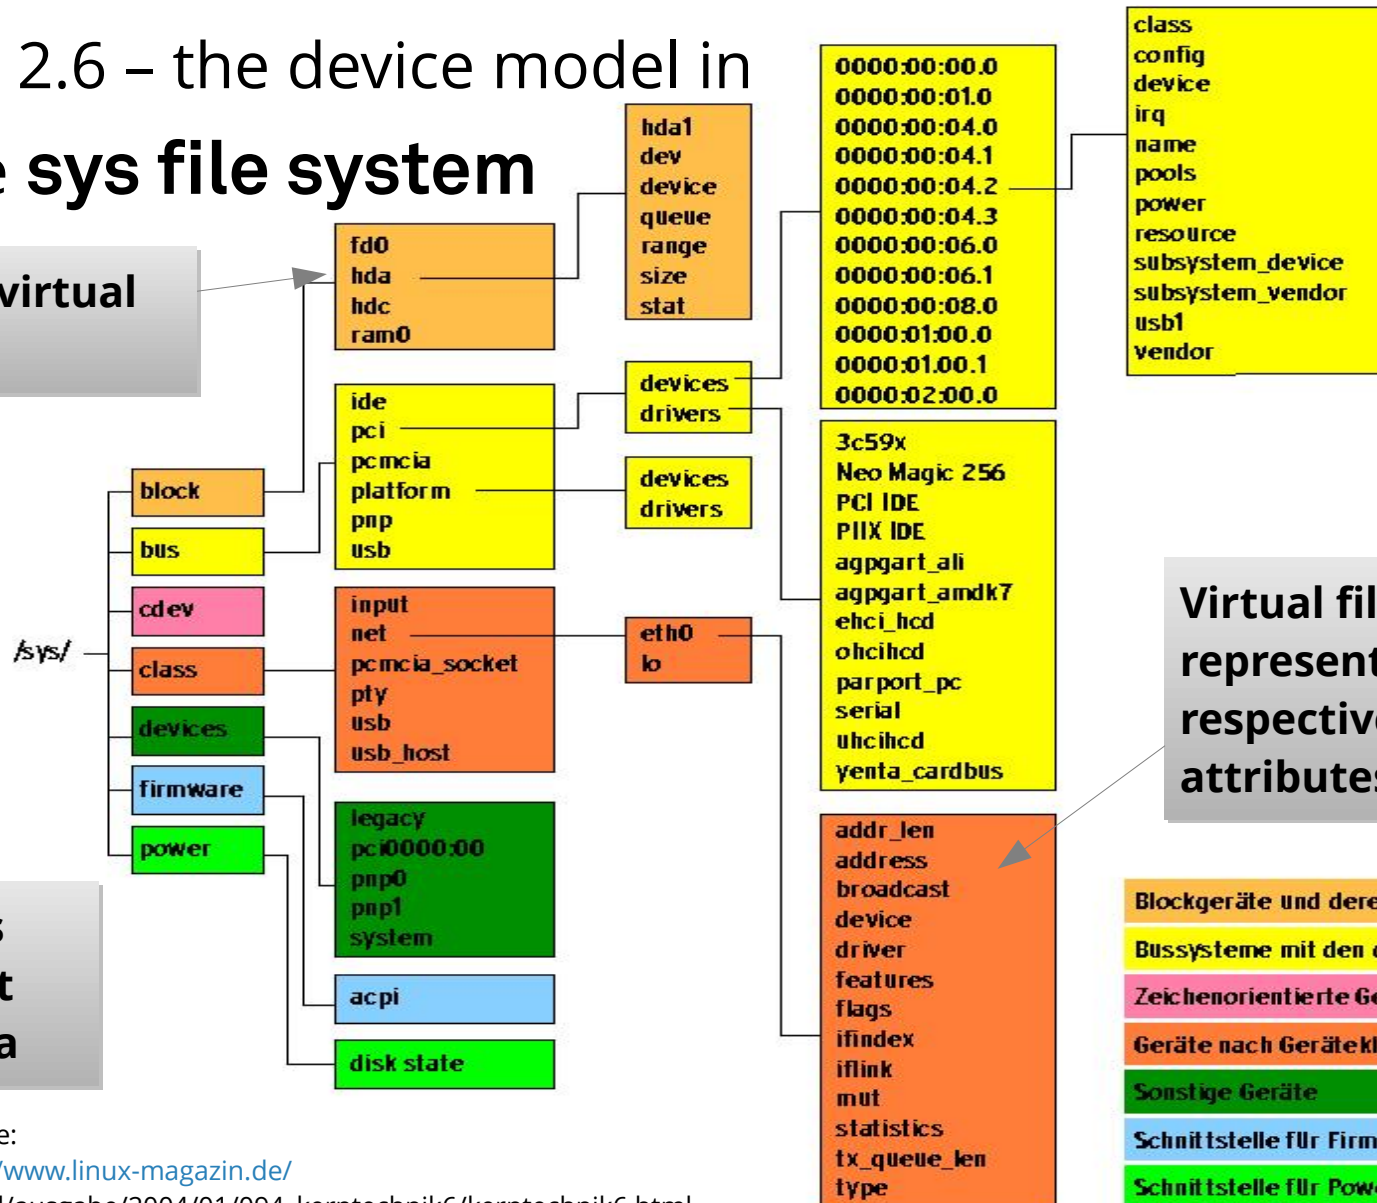 2.6 – the device model in
sys file system
virtual
fd0
hda
hdc
ram0
hda1
dev
device
queue
range
size
stat
ide
pci
pcmcia
platform
pnp
usb
devices
drivers
devices
drivers
0000:00:00.0
0000:00:01.0
0000:00:04.0
0000:00:04.1
0000:00:04.2
0000:00:04.3
0000:00:06.0
0000:00:06.1
0000:00:08.0
0000:01:00.0
0000:01.00.1
0000:02:00.0
class
config
device
irq
name
pools
power
resource
subsystem_device
subsystem_vendor
usb1
vendor
3c59x
Neo Magic 256
PCI IDE
PIIX IDE
agpgart_ali
agpgart_amdk7
ehci_hcd
ohcihcd
parport_pc
serial
uhcihcd
yenta_cardbus
/sys/
block
bus
cdev
class
devices
firmware
power
input
net
pcmcia_socket
pty
usb
usb_host
eth0
lo
legacy
pci0000:00
pnp0
pnp1
system
acpi
disk state
addr_len
address
broadcast
device
driver
features
flags
ifindex
iflink
mut
statistics
tx_queue_len
type
Virtual fil
represent
respective
attributes
s
t
a
Blockgeräte und dere
Bussysteme mit den
Zeichenorientierte Ge
Geräte nach Gerätekl
Sonstige Geräte
Schnittstelle für Firm
Schnittstelle für Powe
e:
/www.linux-magazin.de/
/ausgabe/2004/01/094_kerntechnik6/kerntechnik6.html